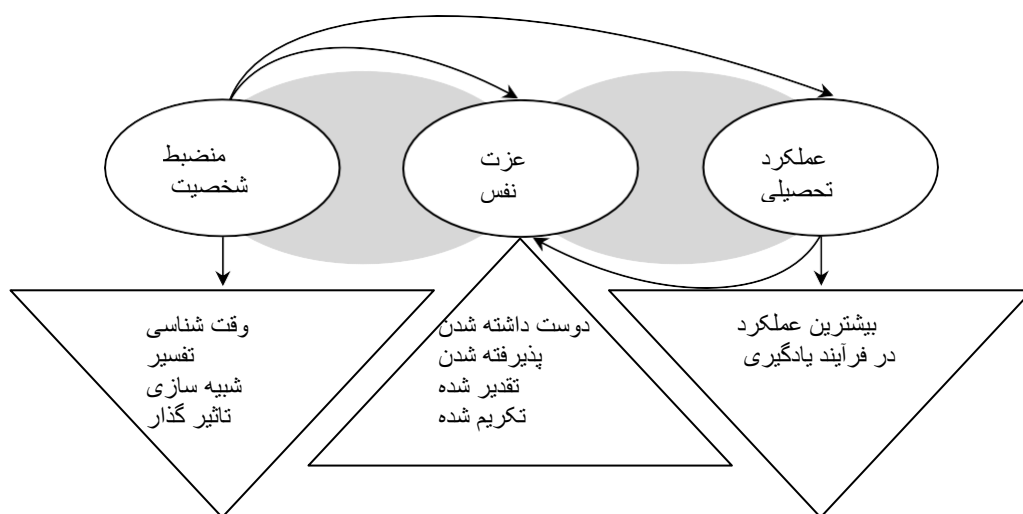 منضبط
شخصیت
عزت
نفس
عملکرد
تحصیلی
وقت شناسی
تفسیر
شبیه سازی
تاثیر گذار
دوست داشته شدن
پذیرفته شدن
تقدیر شده
تکریم شده
بیشترین عملکرد
در فرآیند یادگیری